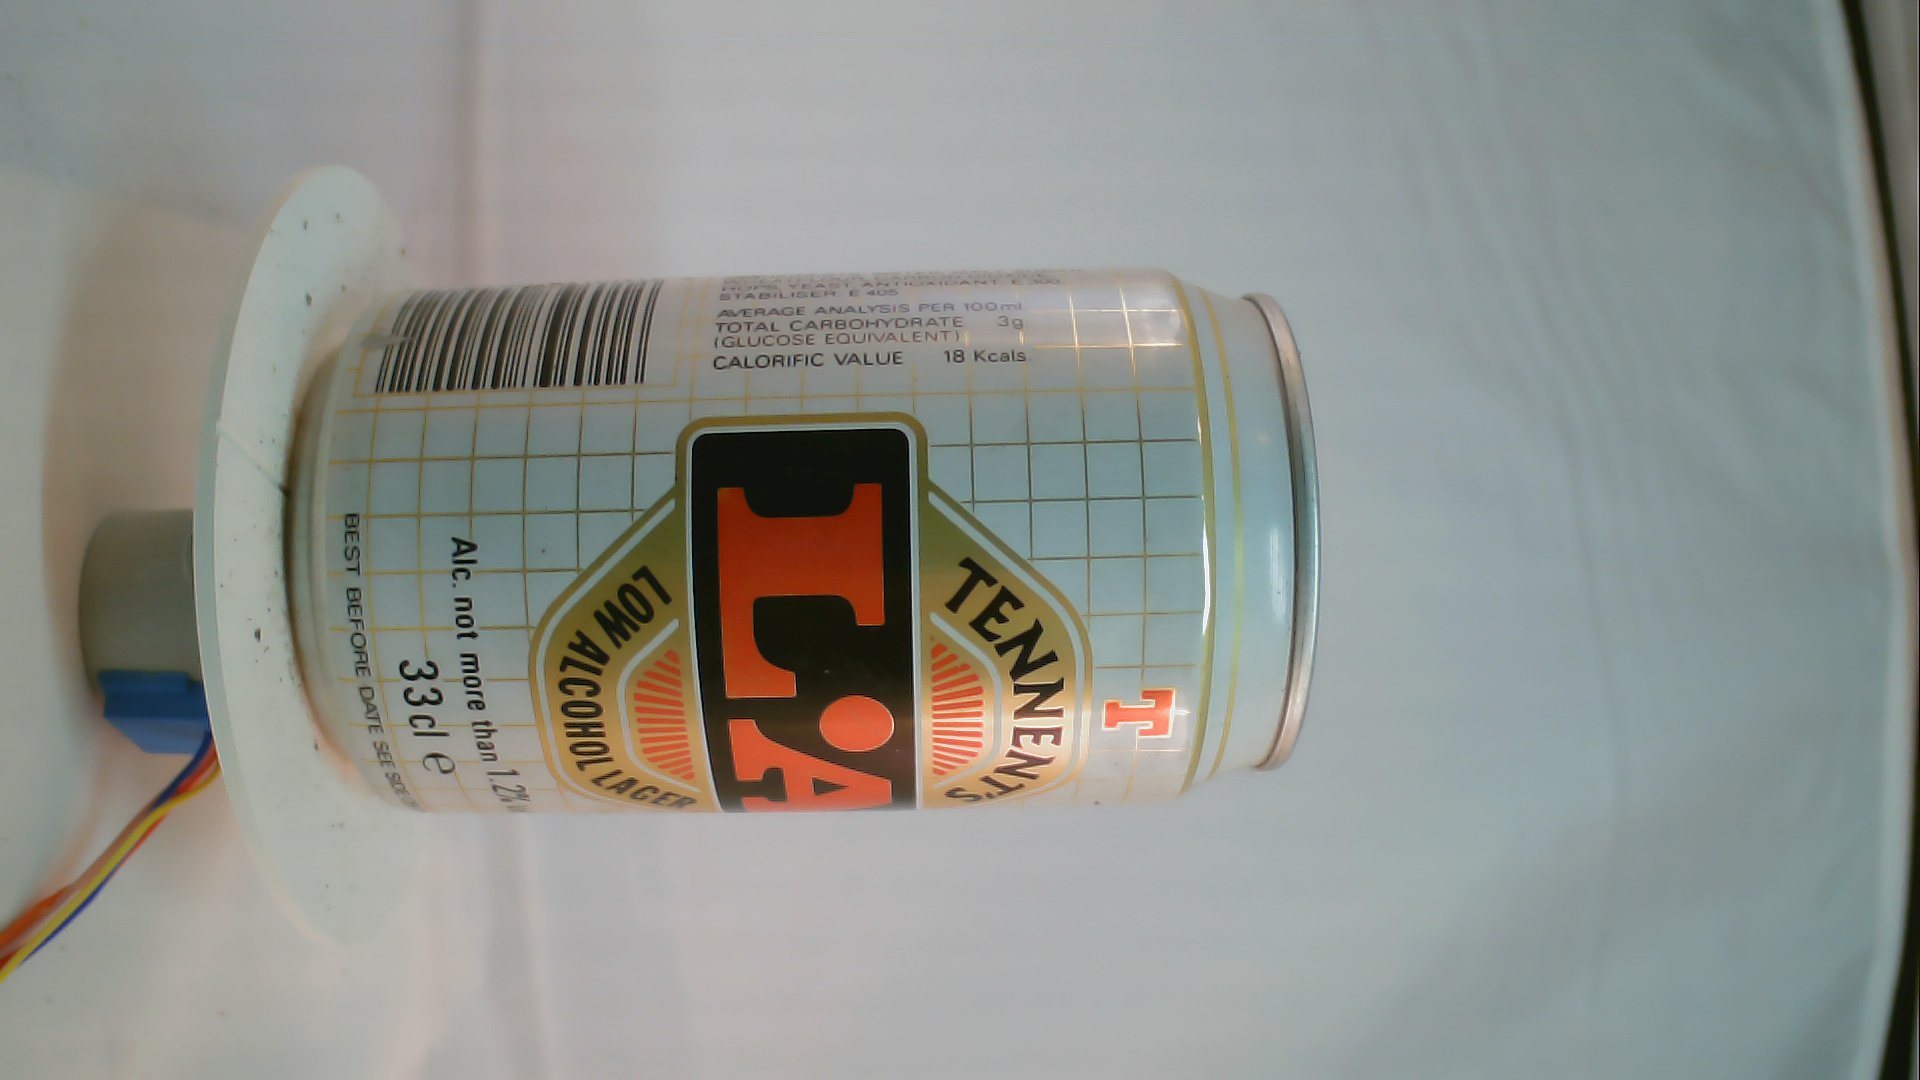 HOPS, YEAST, ANTIOXIDANT: E 300
STABILISER: E 405
AVERAGE ANALYSIS PER 100ml
TOTAL CARBOHYDRATE 3g
(GLUCOSE EQUIVALENT)
CALORIFIC VALUE 18 Kcals
T
TENNENT'S
L·A
LOW ALCOHOL LAGER
Alc. not more than 1.2%
33cl e
BEST BEFORE DATE SEE SIDE